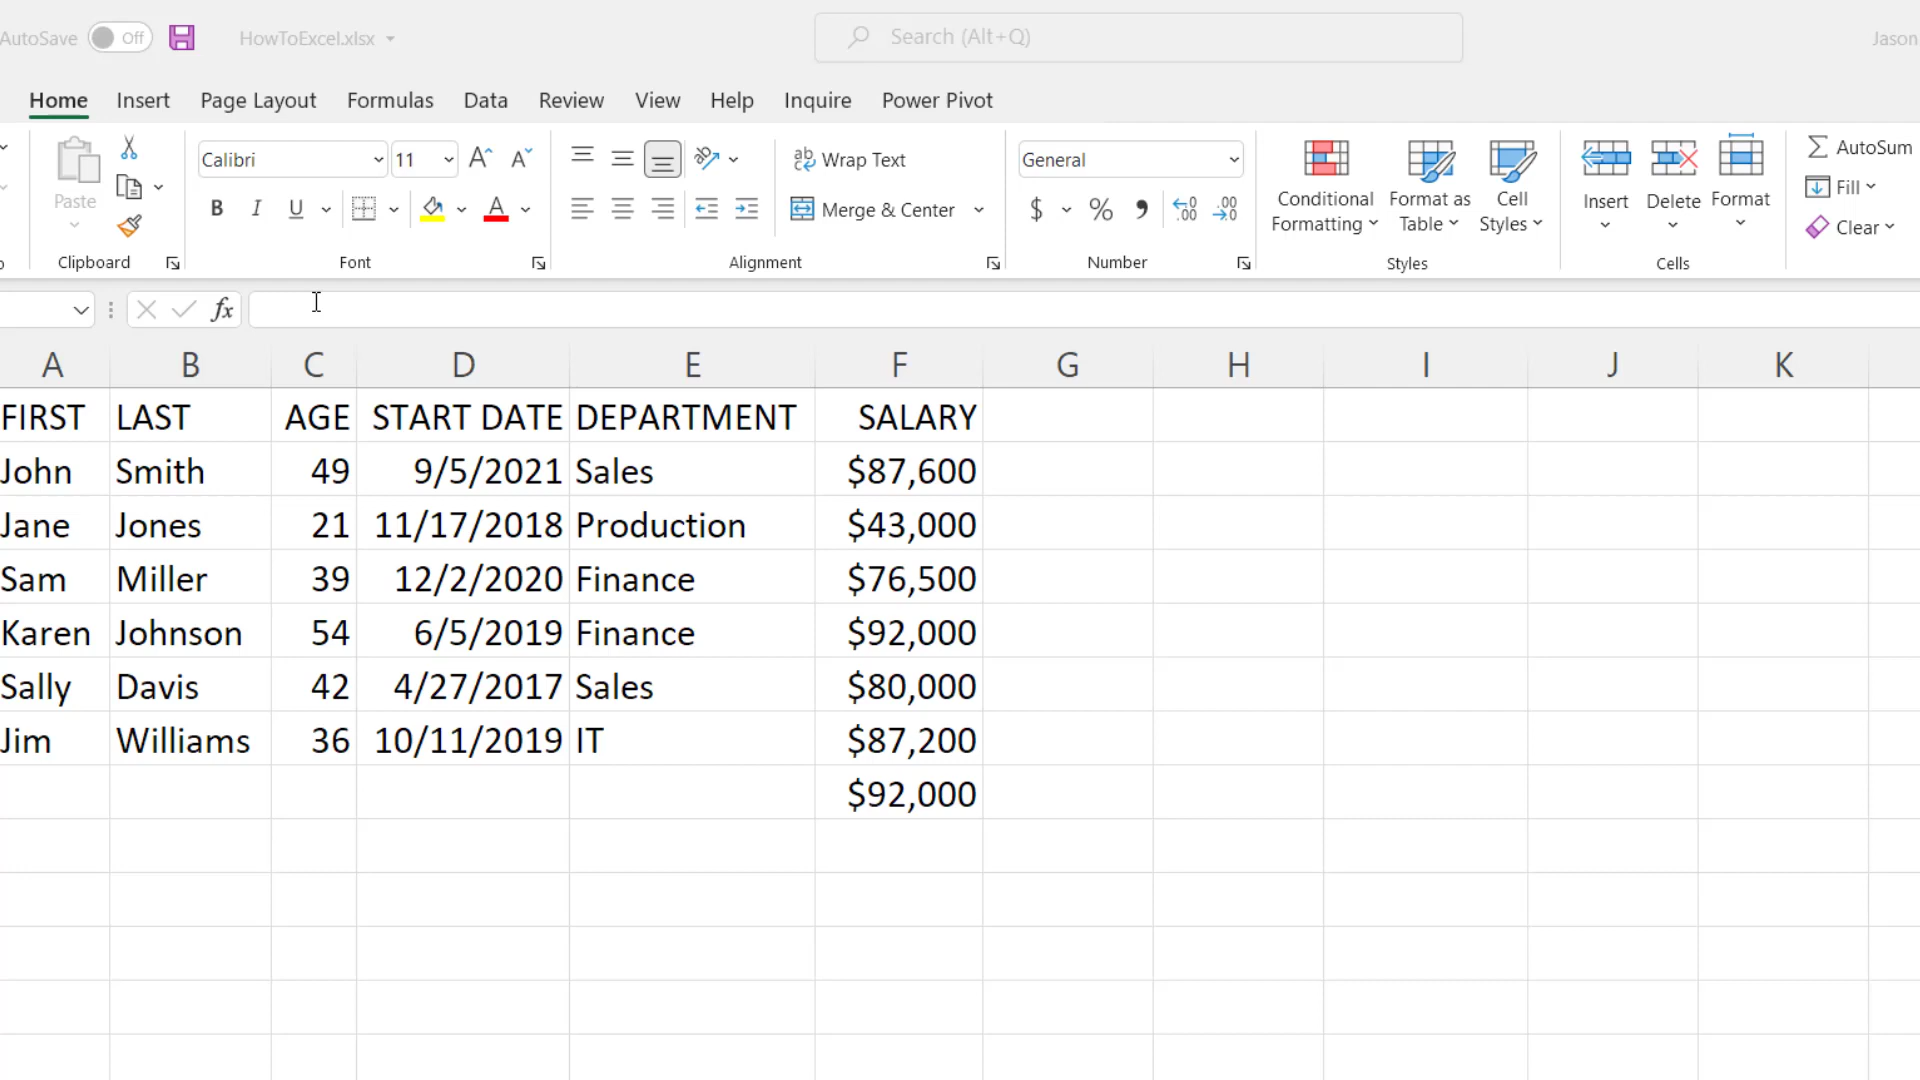 AutoSave Off HowToExcel.xlsx Search (Alt+Q) Jason
Home Insert Page Layout Formulas Data Review View Help Inquire Power Pivot
Paste
Clipboard
Calibri 11
B I U A
Font
ab Wrap Text
Merge & Center
Alignment
General
$ % , .00 .00
Number
Conditional Formatting
Format as Table
Cell Styles
Styles
Insert Delete Format
Cells
AutoSum
Fill
Clear
fx
A B C D E F G H I J K
FIRST LAST AGE START DATE DEPARTMENT SALARY
John Smith 49 9/5/2021 Sales $87,600
Jane Jones 21 11/17/2018 Production $43,000
Sam Miller 39 12/2/2020 Finance $76,500
Karen Johnson 54 6/5/2019 Finance $92,000
Sally Davis 42 4/27/2017 Sales $80,000
Jim Williams 36 10/11/2019 IT $87,200
$92,000